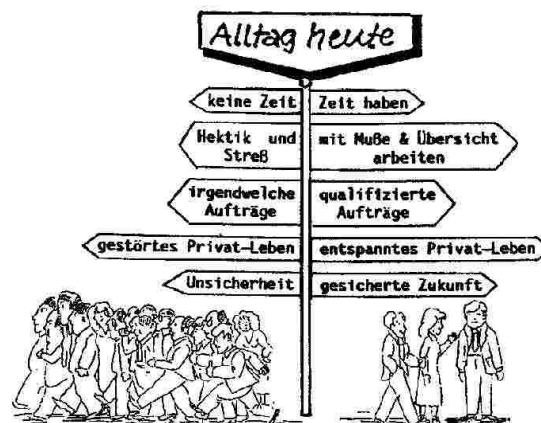 Alltag heute
keine Zeit
Zeit haben
Hektik und
Streß
mit Muße & Übersicht
arbeiten
irgendwelche
Aufträge
qualifizierte
Aufträge
gestörtes Privat-Leben
entspanntes Privat-Leben
Unsicherheit
gesicherte Zukunft